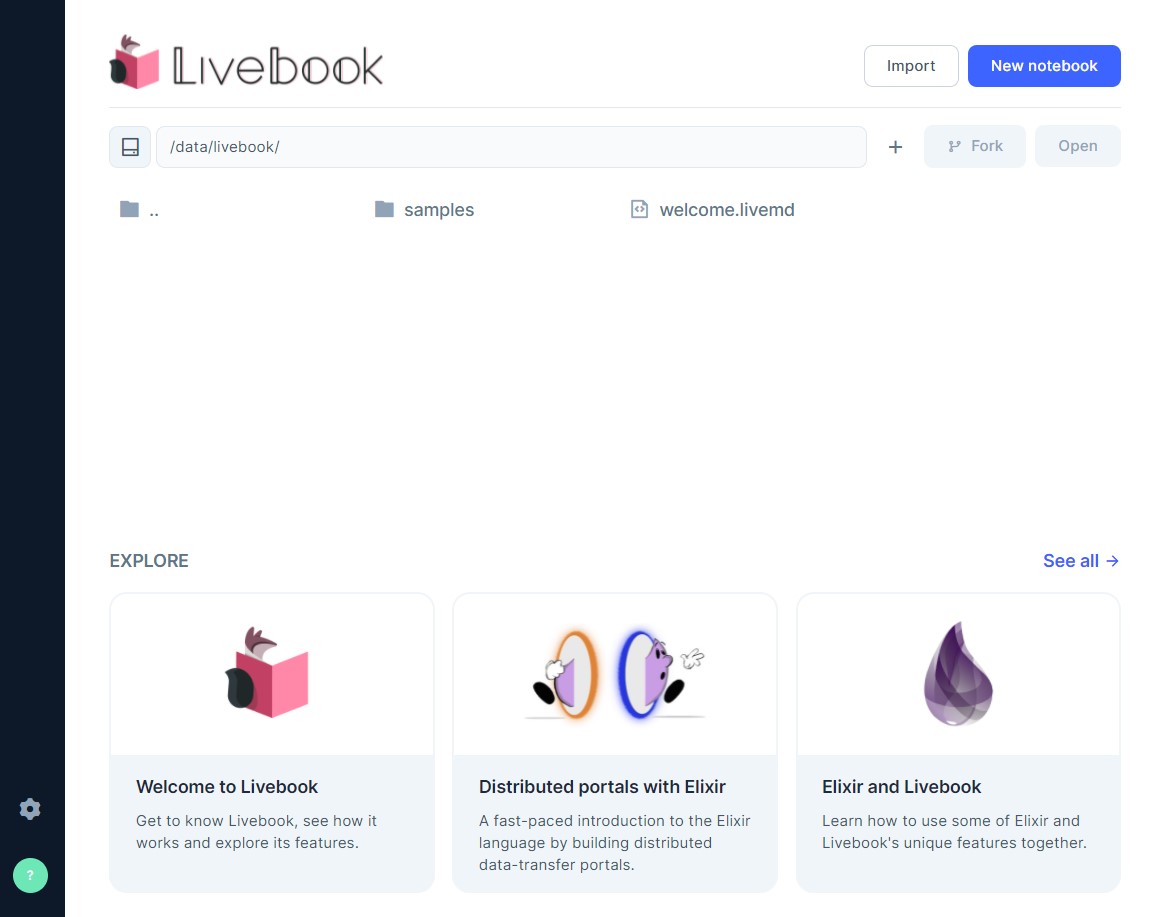 Livebook
Import
New notebook
/data/livebook/
+
Fork
Open
..
samples
welcome.livemd
EXPLORE
See all →
Welcome to Livebook
Get to know Livebook, see how it
works and explore its features.
Distributed portals with Elixir
A fast-paced introduction to the Elixir
language by building distributed
data-transfer portals.
Elixir and Livebook
Learn how to use some of Elixir and
Livebook's unique features together.
?